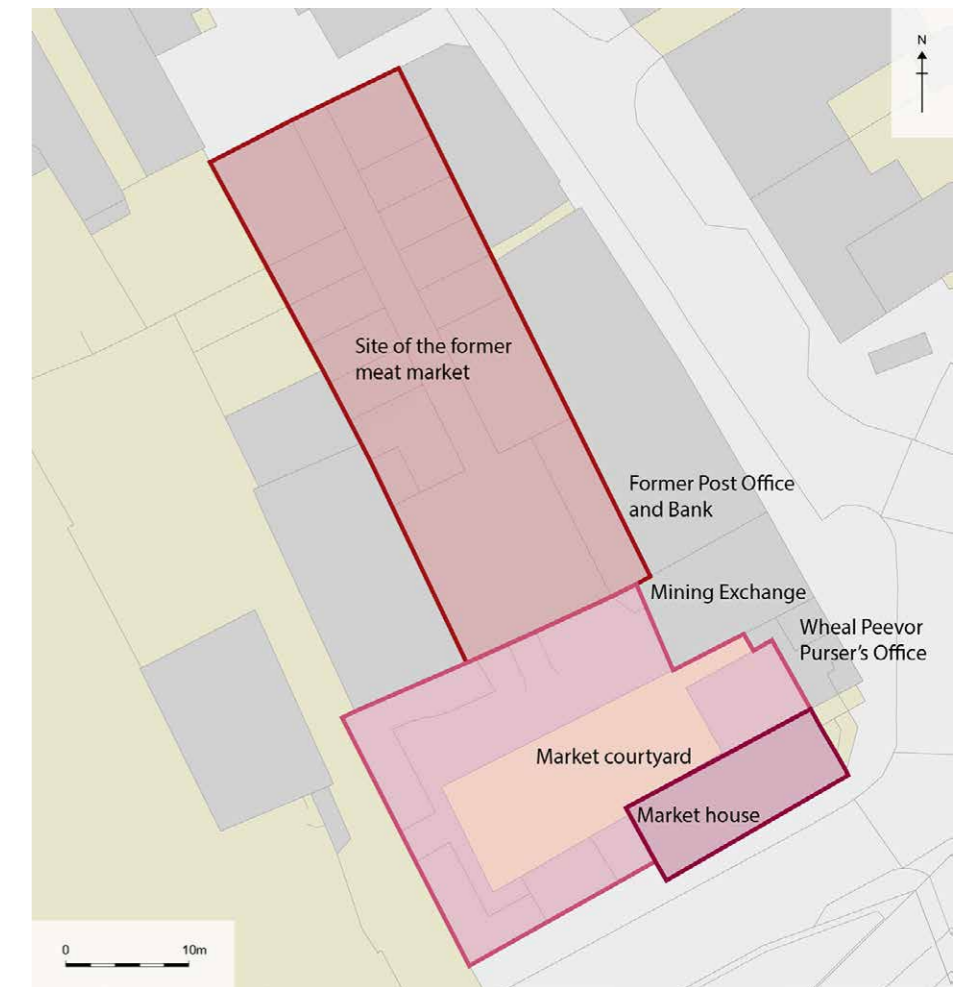 N
Site of the former
meat market
Former Post Office
and Bank
Mining Exchange
Wheal Peevor
Purser's Office
Market courtyard
Market house
0 10m